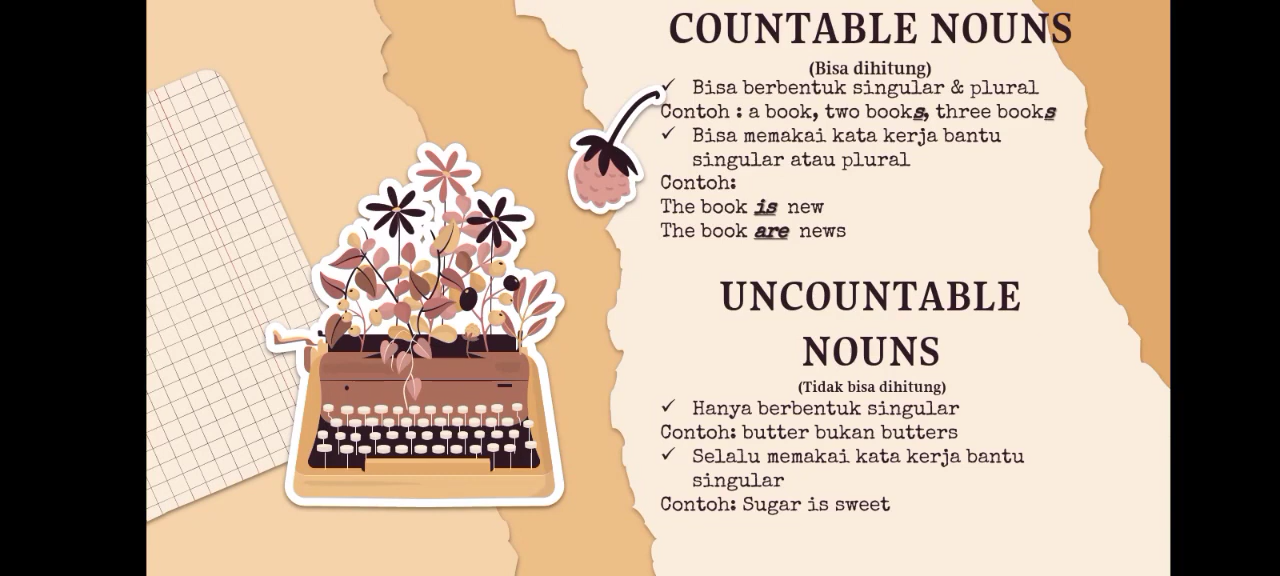 COUNTABLE NOUNS
(Bisa dihitung)
✓ Bisa berbentuk singular & plural
Contoh : a book, two books, three books
✓ Bisa memakai kata kerja bantu
singular atau plural
Contoh:
The book is new
The book are news
UNCOUNTABLE
NOUNS
(Tidak bisa dihitung)
✓ Hanya berbentuk singular
Contoh: butter bukan butters
✓ Selalu memakai kata kerja bantu
singular
Contoh: Sugar is sweet